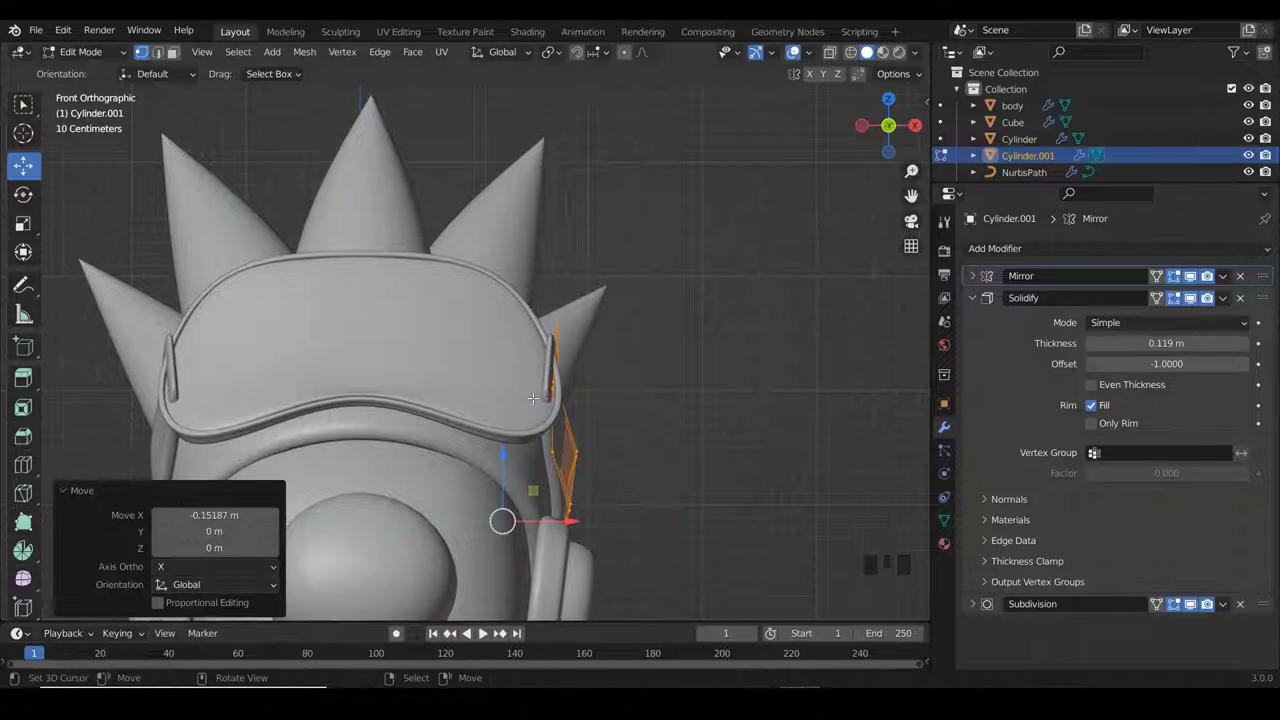 File Edit Render Window Help Layout Modeling Sculpting UV Editing Texture Paint Shading Animation Rendering Compositing Geometry Nodes Scripting + Scene ViewLayer
Edit Mode View Select Add Mesh Vertex Edge Face UV Global
Orientation: Default Drag: Select Box X Y Z Options
Front Orthographic
(1) Cylinder.001
10 Centimeters
Z
-Y
X
Scene Collection
Collection
body
Cube
Cylinder
Cylinder.001
NurbsPath
Cylinder.001 Mirror
Add Modifier
Mirror
Solidify
Mode Simple
Thickness 0.119 m
Offset -1.0000
Even Thickness
Rim Fill
Only Rim
Vertex Group
Factor 0.000
Normals
Materials
Edge Data
Thickness Clamp
Output Vertex Groups
Subdivision
Move
Move X -0.15187 m
Y 0 m
Z 0 m
Axis Ortho X
Orientation Global
Proportional Editing
Playback Keying View Marker 1 Start 1 End 250
1 20 40 60 80 100 120 140 160 180 200 220 240
Set 3D Cursor Move Rotate View Select Move 3.0.0